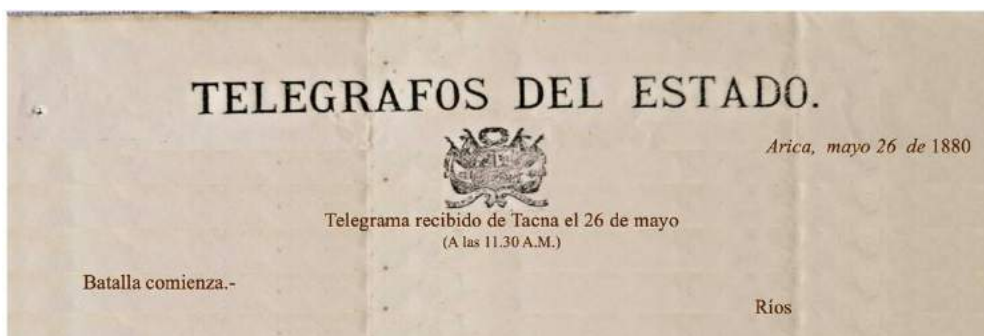 TELEGRAFOS DEL ESTADO.
Arica, mayo 26 de 1880
Telegrama recibido de Tacna el 26 de mayo
(A las 11.30 A.M.)
Batalla comienza.-
Ríos